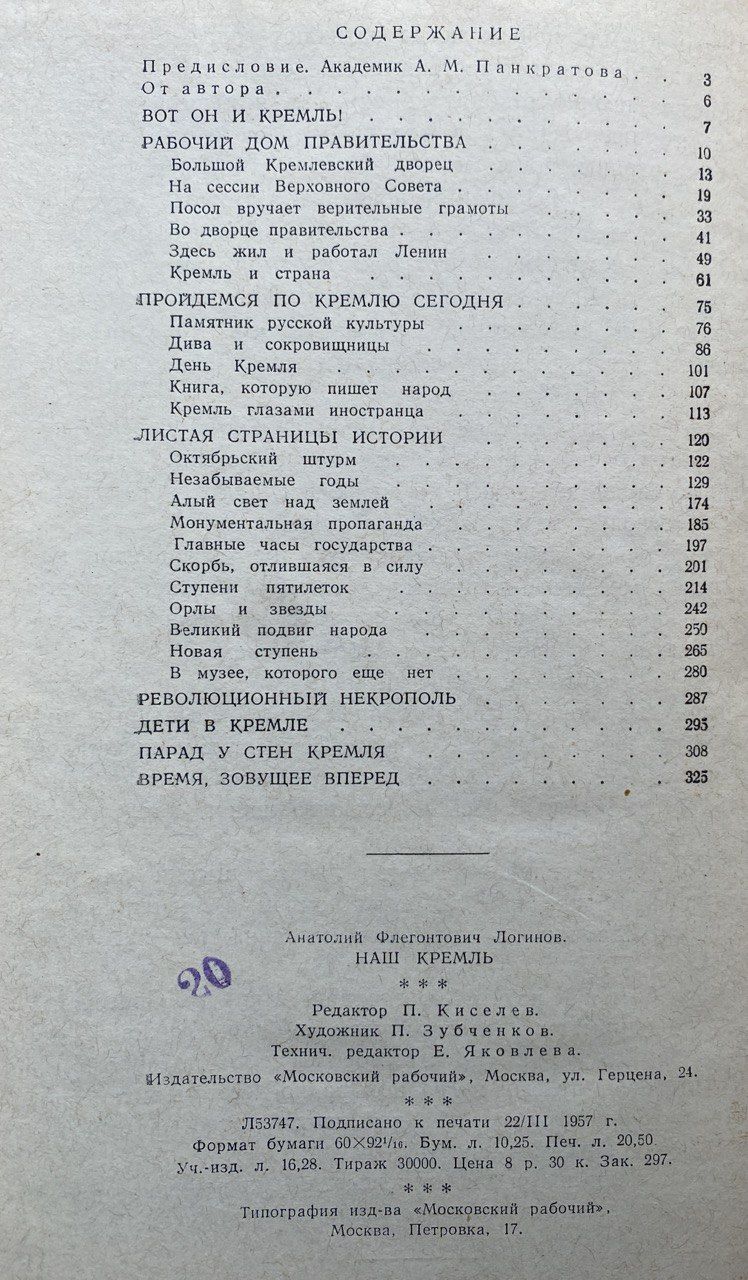 СОДЕРЖАНИЕ
Предисловие. Академик А. М. Панкратова . . 3
От автора . . . . . . . . . . . 6
ВОТ ОН И КРЕМЛЬ! . . . . . . . . . 7
РАБОЧИЙ ДОМ ПРАВИТЕЛЬСТВА . . . . . 10
Большой Кремлевский дворец . . . . . 13
На сессии Верховного Совета . . . . . . 19
Посол вручает верительные грамоты . . . . 33
Во дворце правительства . . . . . . . 41
Здесь жил и работал Ленин . . . . . 49
Кремль и страна . . . . . . . . 61
ПРОЙДЕМСЯ ПО КРЕМЛЮ СЕГОДНЯ . . . . . 75
Памятник русской культуры . . . . . . 76
Дива и сокровищницы . . . . . . . 86
День Кремля . . . . . . . . . 101
Книга, которую пишет народ . . . . . 107
Кремль глазами иностранца . . . . . . 113
ЛИСТАЯ СТРАНИЦЫ ИСТОРИИ . . . . . 120
Октябрьский штурм . . . . . . . 122
Незабываемые годы . . . . . . . 129
Алый свет над землей . . . . . . . 174
Монументальная пропаганда . . . . . . 185
Главные часы государства . . . . . . . 197
Скорбь, отлившаяся в силу . . . . . . 201
Ступени пятилеток . . . . . . . 214
Орлы и звезды . . . . . . . 242
Великий подвиг народа . . . . . . . 250
Новая ступень . . . . . . . . 265
В музее, которого еще нет . . . . . . 280
РЕВОЛЮЦИОННЫЙ НЕКРОПОЛЬ . . . . . 287
ДЕТИ В КРЕМЛЕ . . . . . . . . . 295
ПАРАД У СТЕН КРЕМЛЯ . . . . . . . 308
ВРЕМЯ, ЗОВУЩЕЕ ВПЕРЕД . . . . . . . 325
Анатолий Флегонтович Логинов.
НАШ КРЕМЛЬ
20
* * *
Редактор П. Киселев.
Художник П. Зубченков.
Технич. редактор Е. Яковлева.
Издательство «Московский рабочий», Москва, ул. Герцена, 24.
* * *
Л53747. Подписано к печати 22/III 1957 г.
Формат бумаги 60×92¹/₁₆. Бум. л. 10,25. Печ. л. 20,50.
Уч.-изд. л. 16,28. Тираж 30000. Цена 8 р. 30 к. Зак. 297.
* * *
Типография изд-ва «Московский рабочий»,
Москва, Петровка, 17.